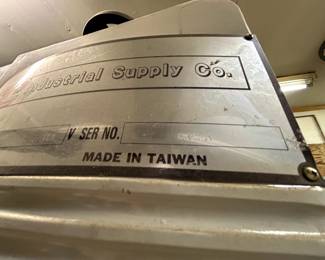 Industrial Supply Co.
V SER NO.
MADE IN TAIWAN